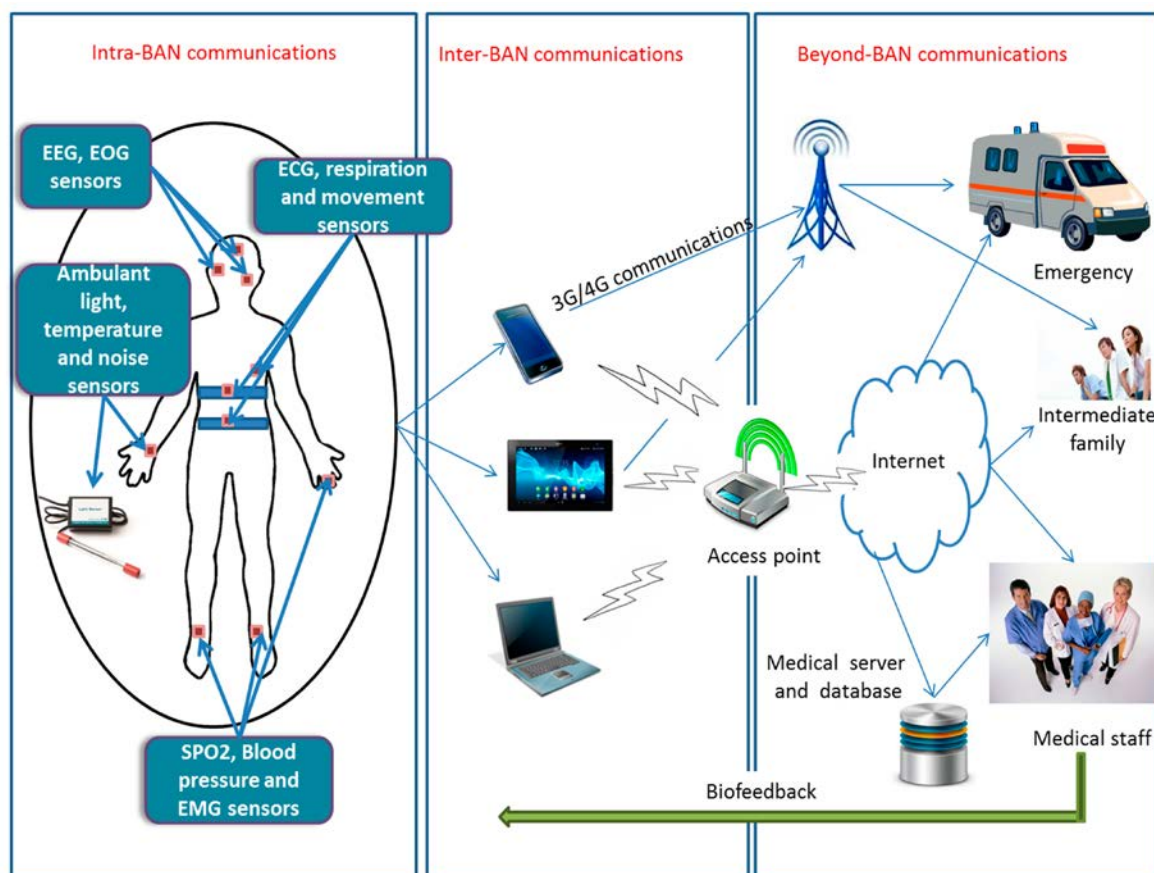 Intra-BAN communications
Inter-BAN communications
Beyond-BAN communications
EEG, EOG
sensors
ECG, respiration
and movement
sensors
Ambulant
light,
temperature
and noise
sensors
SPO2, Blood
pressure and
EMG sensors
3G/4G communications
Access point
Internet
Emergency
Intermediate
family
Medical server
and database
Medical staff
Biofeedback